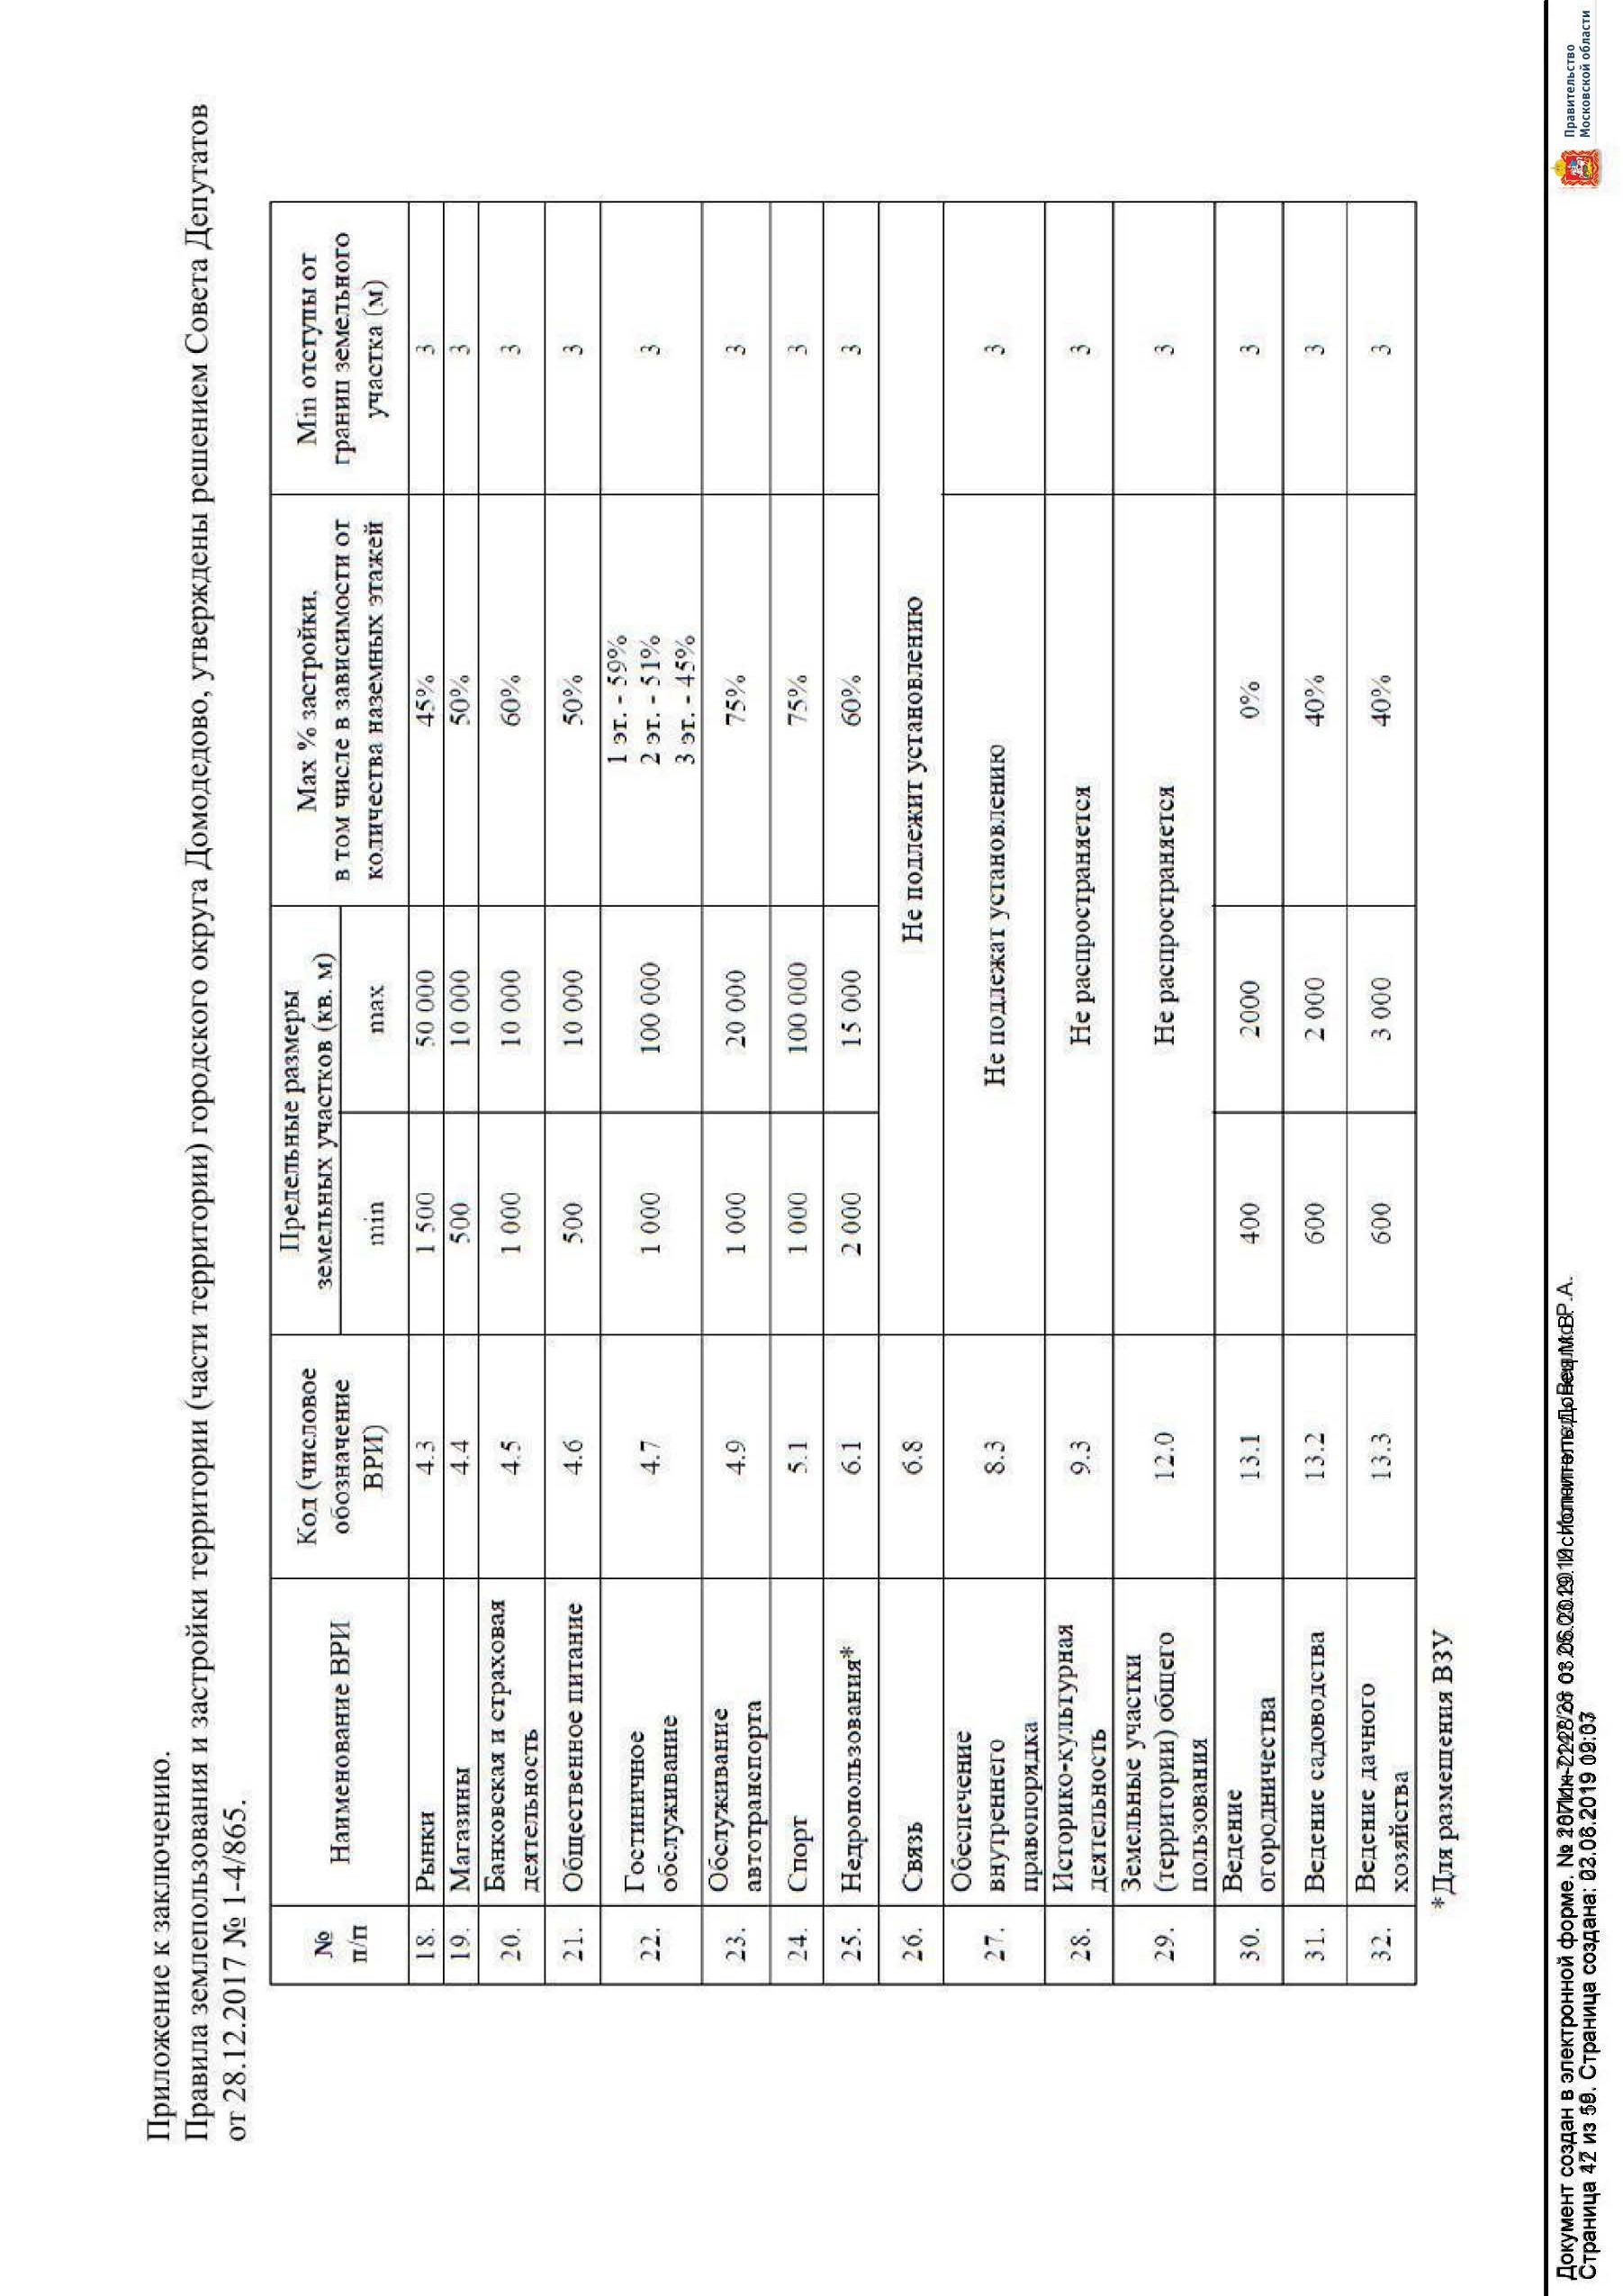 Приложение к заключению.
Правила землепользования и застройки территории (части территории) городского округа Домодедово, утверждены решением Совета Депутатов
от 28.12.2017 № 1-4/865.
№ п/п Наименование ВРИ Код (числовое обозначение ВРИ) Предельные размеры земельных участков (кв. м) Max % застройки, в том числе в зависимости от количества наземных этажей Min отступы от границ земельного участка (м)
min max
18. Рынки 4.3 1 500 50 000 45% 3
19. Магазины 4.4 500 10 000 50% 3
20. Банковская и страховая деятельность 4.5 1 000 10 000 60% 3
21. Общественное питание 4.6 500 10 000 50% 3
22. Гостиничное обслуживание 4.7 1 000 100 000 1 эт. - 59% 2 эт. - 51% 3 эт. - 45% 3
23. Обслуживание автотранспорта 4.9 1 000 20 000 75% 3
24. Спорт 5.1 1 000 100 000 75% 3
25. Недропользования* 6.1 2 000 15 000 60% 3
26. Связь 6.8 Не подлежит установлению
27. Обеспечение внутреннего правопорядка 8.3 Не подлежат установлению 3
28. Историко-культурная деятельность 9.3 Не распространяется 3
29. Земельные участки (территории) общего пользования 12.0 Не распространяется 3
30. Ведение огородничества 13.1 400 2000 0% 3
31. Ведение садоводства 13.2 600 2 000 40% 3
32. Ведение дачного хозяйства 13.3 600 3 000 40% 3
*Для размещения ВЗУ
Документ создан в электронной форме. №
Страница из Страница создана:
Правительство
Московской области